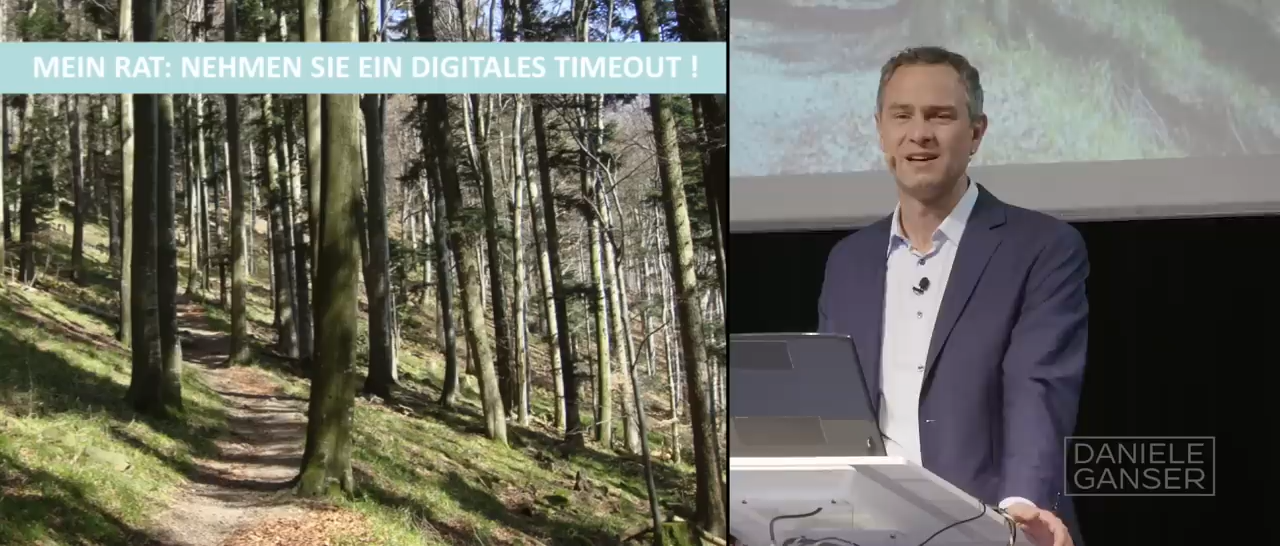 MEIN RAT: NEHMEN SIE EIN DIGITALES TIMEOUT !
DANIELE
GANSER